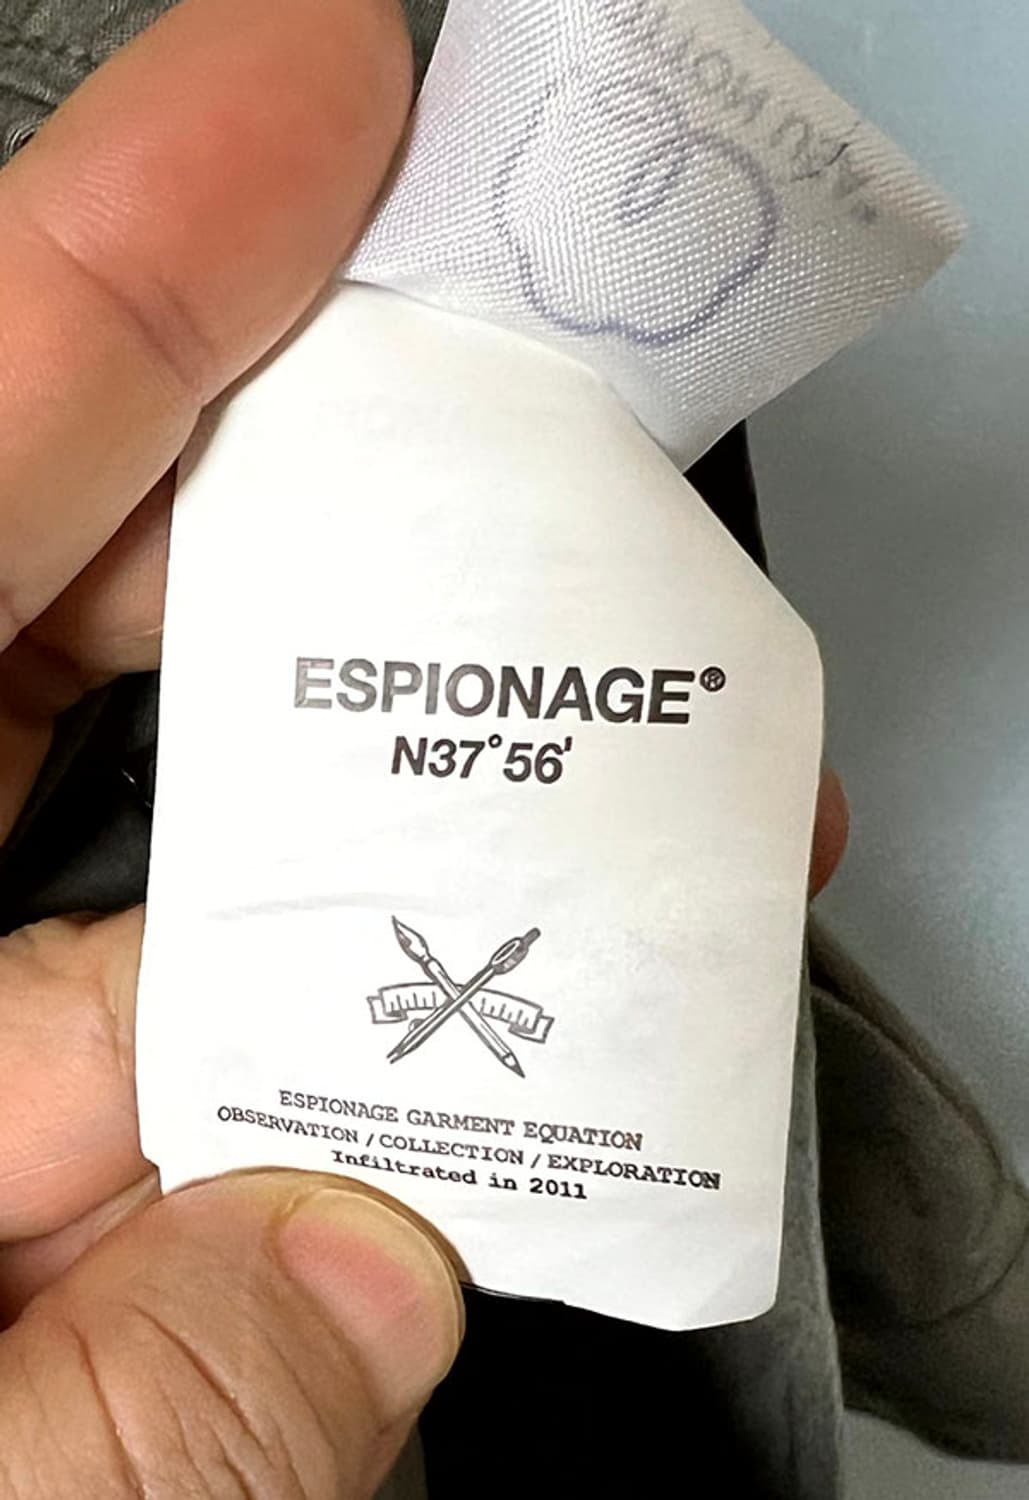 ESPIONAGE®
N37°56'
ESPIONAGE GARMENT EQUATION
OBSERVATION / COLLECTION / EXPLORATION
Infiltrated in 2011